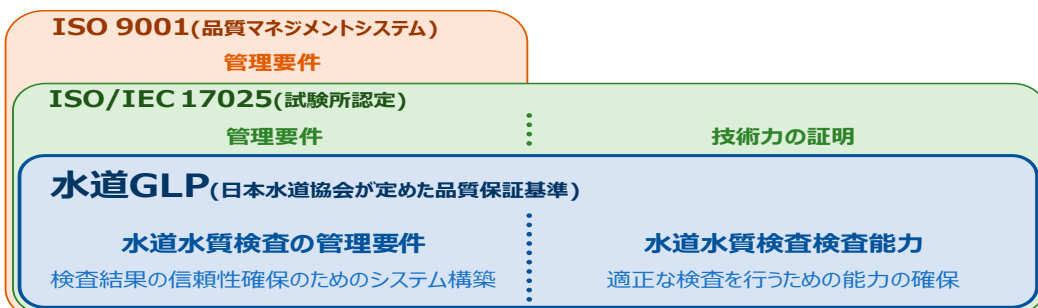 ISO 9001(品質マネジメントシステム)
管理要件
ISO/IEC 17025(試験所認定)
管理要件
技術力の証明
水道GLP(日本水道協会が定めた品質保証基準)
水道水質検査の管理要件
検査結果の信頼性確保のためのシステム構築
水道水質検査検査能力
適正な検査を行うための能力の確保